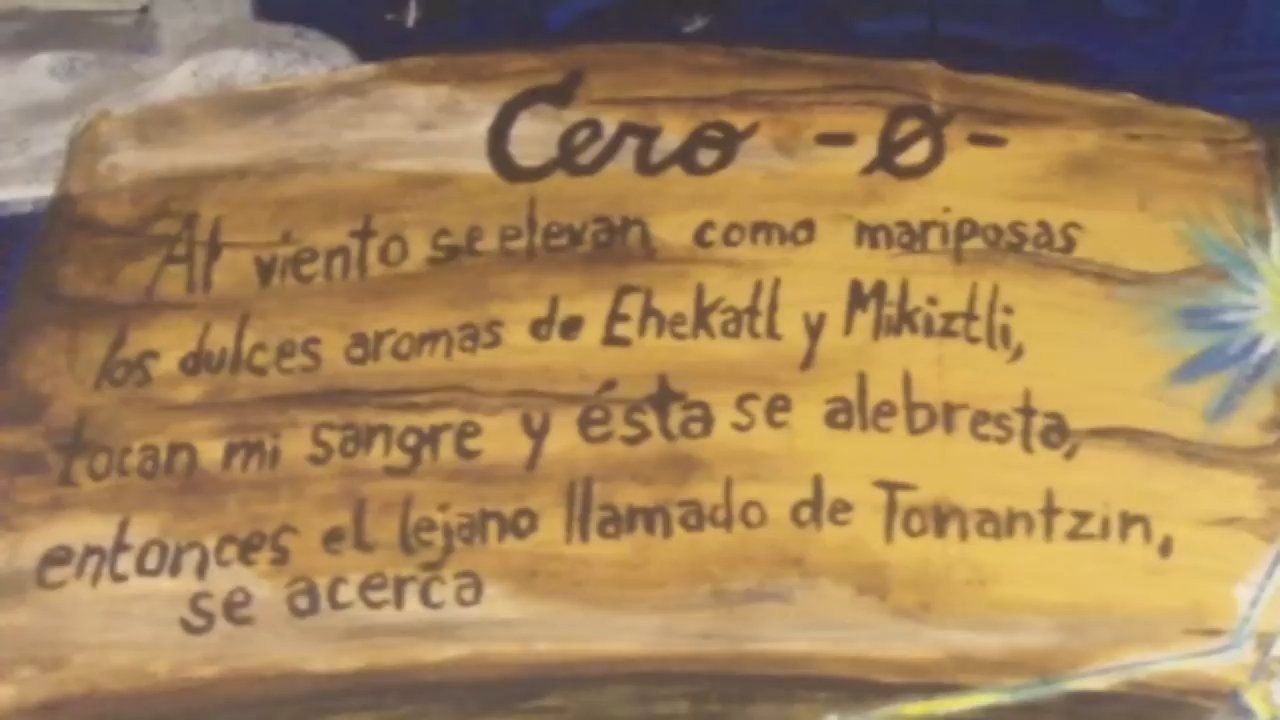 Cero -0-
Al viento se elevan como mariposas
los dulces aromas de Ehekatl y Mikiztli,
tocan mi sangre y ésta se alebresta,
entonces el lejano llamado de Tonantzin,
se acerca